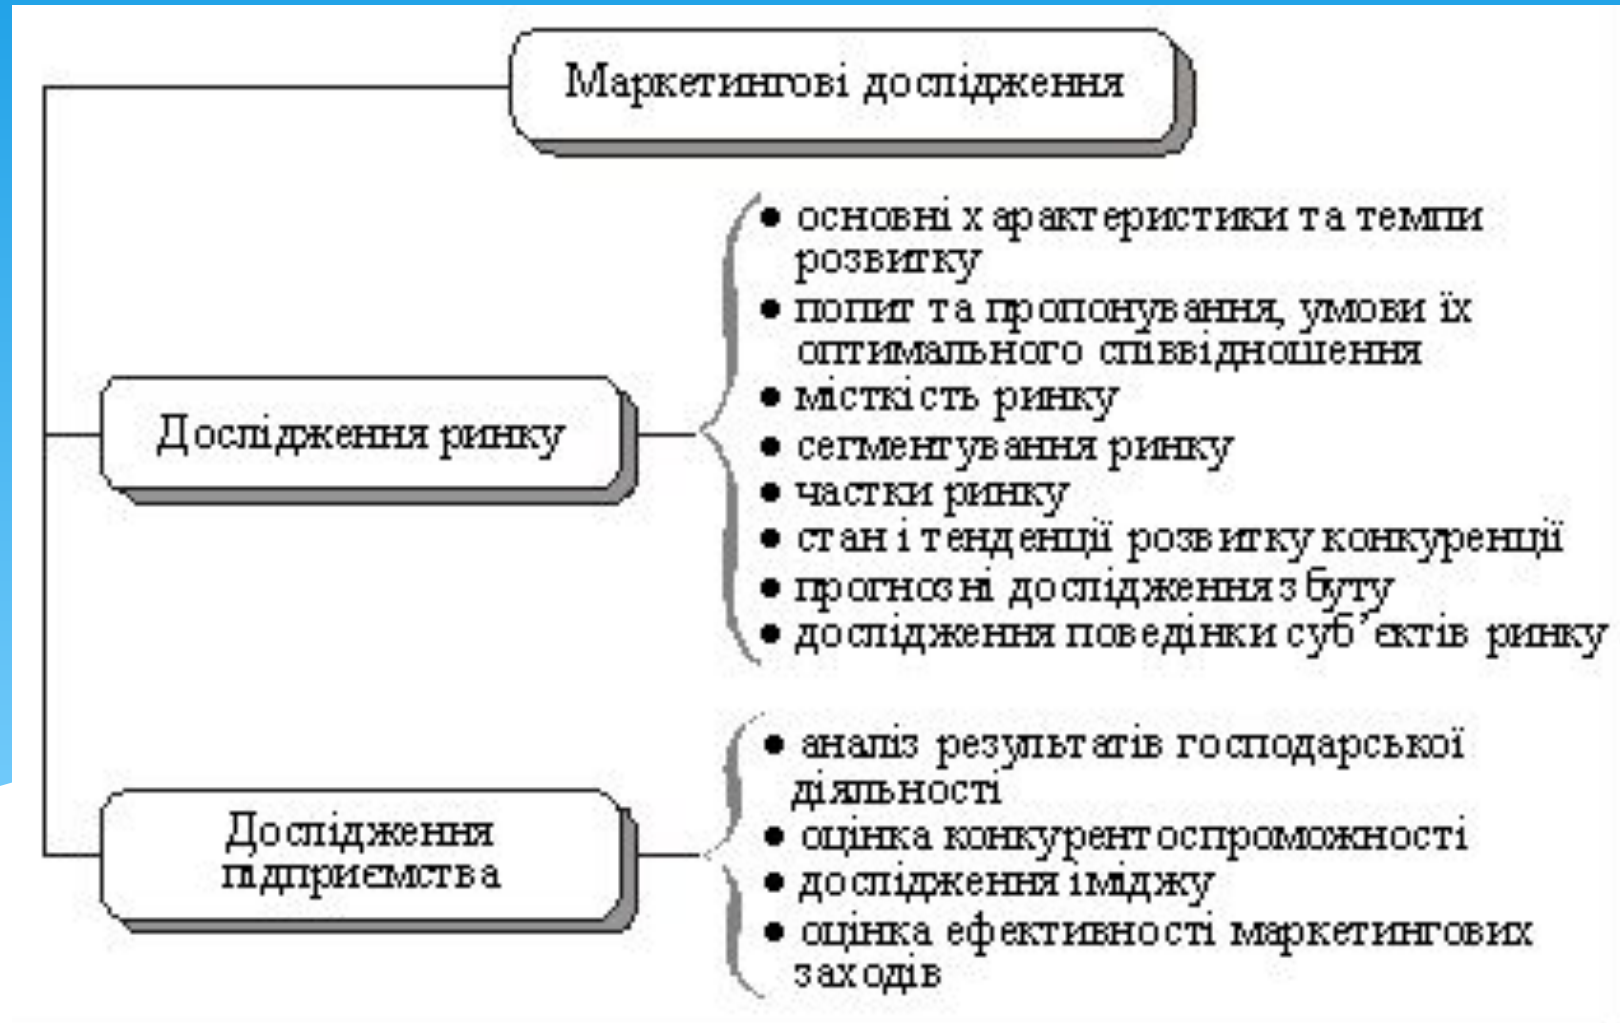 Маркетингові дослідження
Дослідження ринку
• основні характеристики та темпи
розвитку
• попит та пропонування, умови їх
оптимального співвідношення
• місткість ринку
• сегментування ринку
• частки ринку
• стан і тенденції розвитку конкуренції
• прогнозні дослідження збуту
• дослідження поведінки суб’єктів ринку
Дослідження
підприємства
• аналіз результатів господарської
діяльності
• оцінка конкурентоспроможності
• дослідження іміджу
• оцінка ефективності маркетингових
заходів